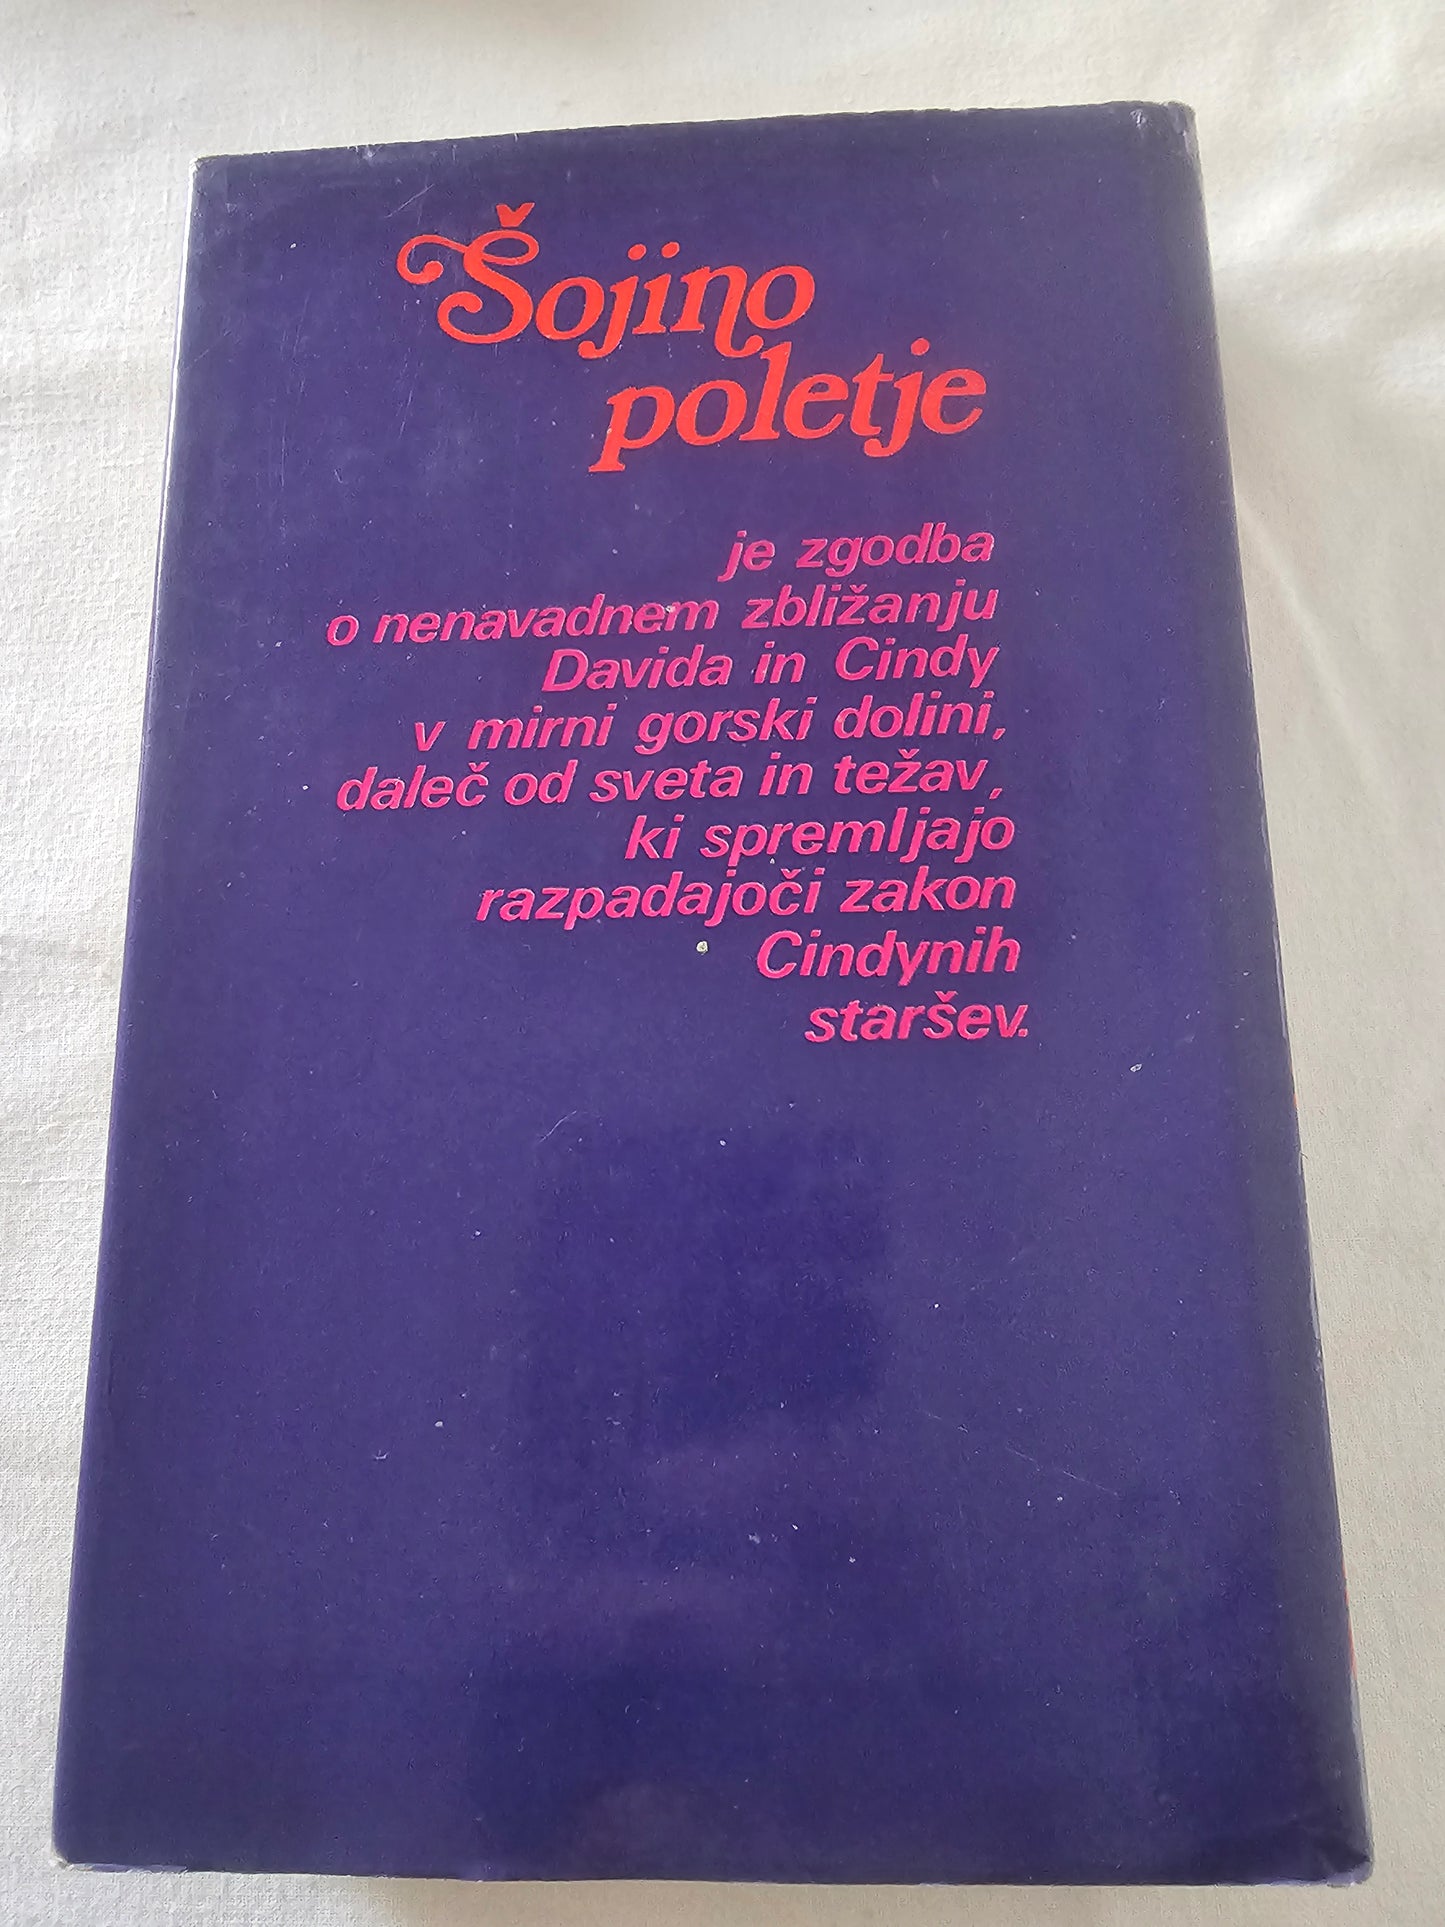 Šojino
poletje
je zgodba
o nenavadnem zbližanju
Davida in Cindy
v mirni gorski dolini,
daleč od sveta in težav,
ki spremljajo
razpadajoči zakon
Cindynih
staršev.